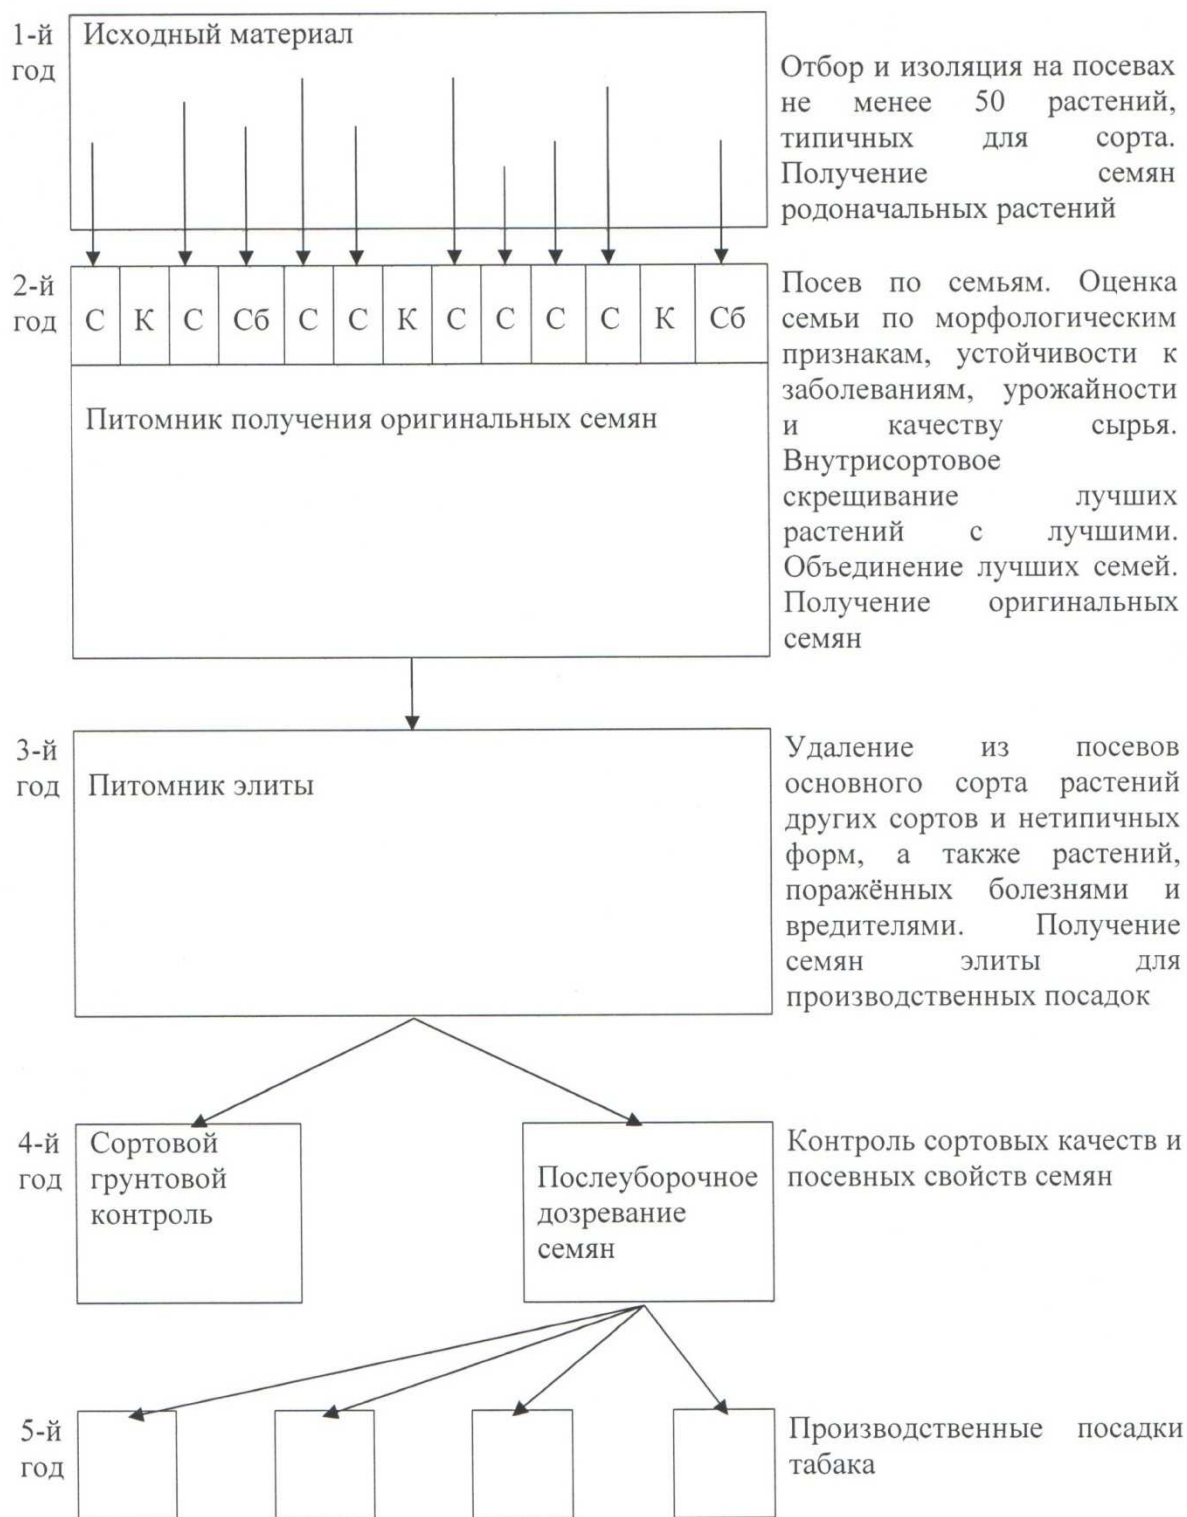 1-й
год
Исходный материал
Отбор и изоляция на посевах
не менее 50 растений,
типичных для сорта.
Получение семян
родоначальных растений
2-й
год
С К С Сб С С К С С С С К Сб
Питомник получения оригинальных семян
Посев по семьям. Оценка
семьи по морфологическим
признакам, устойчивости к
заболеваниям, урожайности
и качеству сырья.
Внутрисортовое
скрещивание лучших
растений с лучшими.
Объединение лучших семей.
Получение оригинальных
семян
3-й
год
Питомник элиты
Удаление из посевов
основного сорта растений
других сортов и нетипичных
форм, а также растений,
поражённых болезнями и
вредителями. Получение
семян элиты для
производственных посадок
4-й
год
Сортовой
грунтовой
контроль
Послеуборочное
дозревание
семян
Контроль сортовых качеств и
посевных свойств семян
5-й
год
Производственные посадки
табака